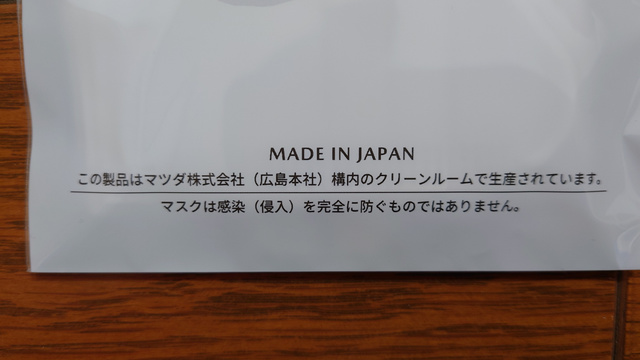 MADE IN JAPAN
この製品はマツダ株式会社（広島本社）構内のクリーンルームで生産されています。
マスクは感染（侵入）を完全に防ぐものではありません。